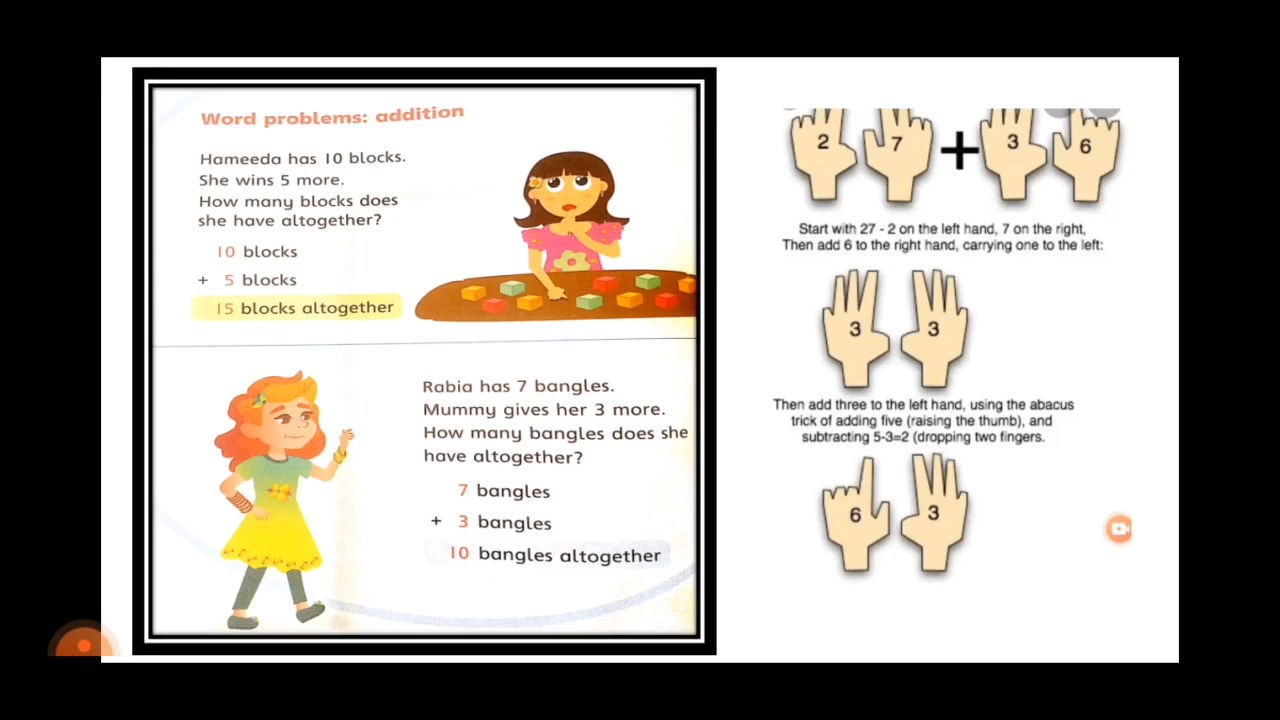 Word problems: addition
Hameeda has 10 blocks.
She wins 5 more.
How many blocks does
she have altogether?
10 blocks
+ 5 blocks
15 blocks altogether
Rabia has 7 bangles.
Mummy gives her 3 more.
How many bangles does she
have altogether?
7 bangles
+ 3 bangles
10 bangles altogether
2 7 + 3 6
Start with 27 - 2 on the left hand, 7 on the right,
Then add 6 to the right hand, carrying one to the left:
3 3
Then add three to the left hand, using the abacus
trick of adding five (raising the thumb), and
subtracting 5-3=2 (dropping two fingers.
6 3